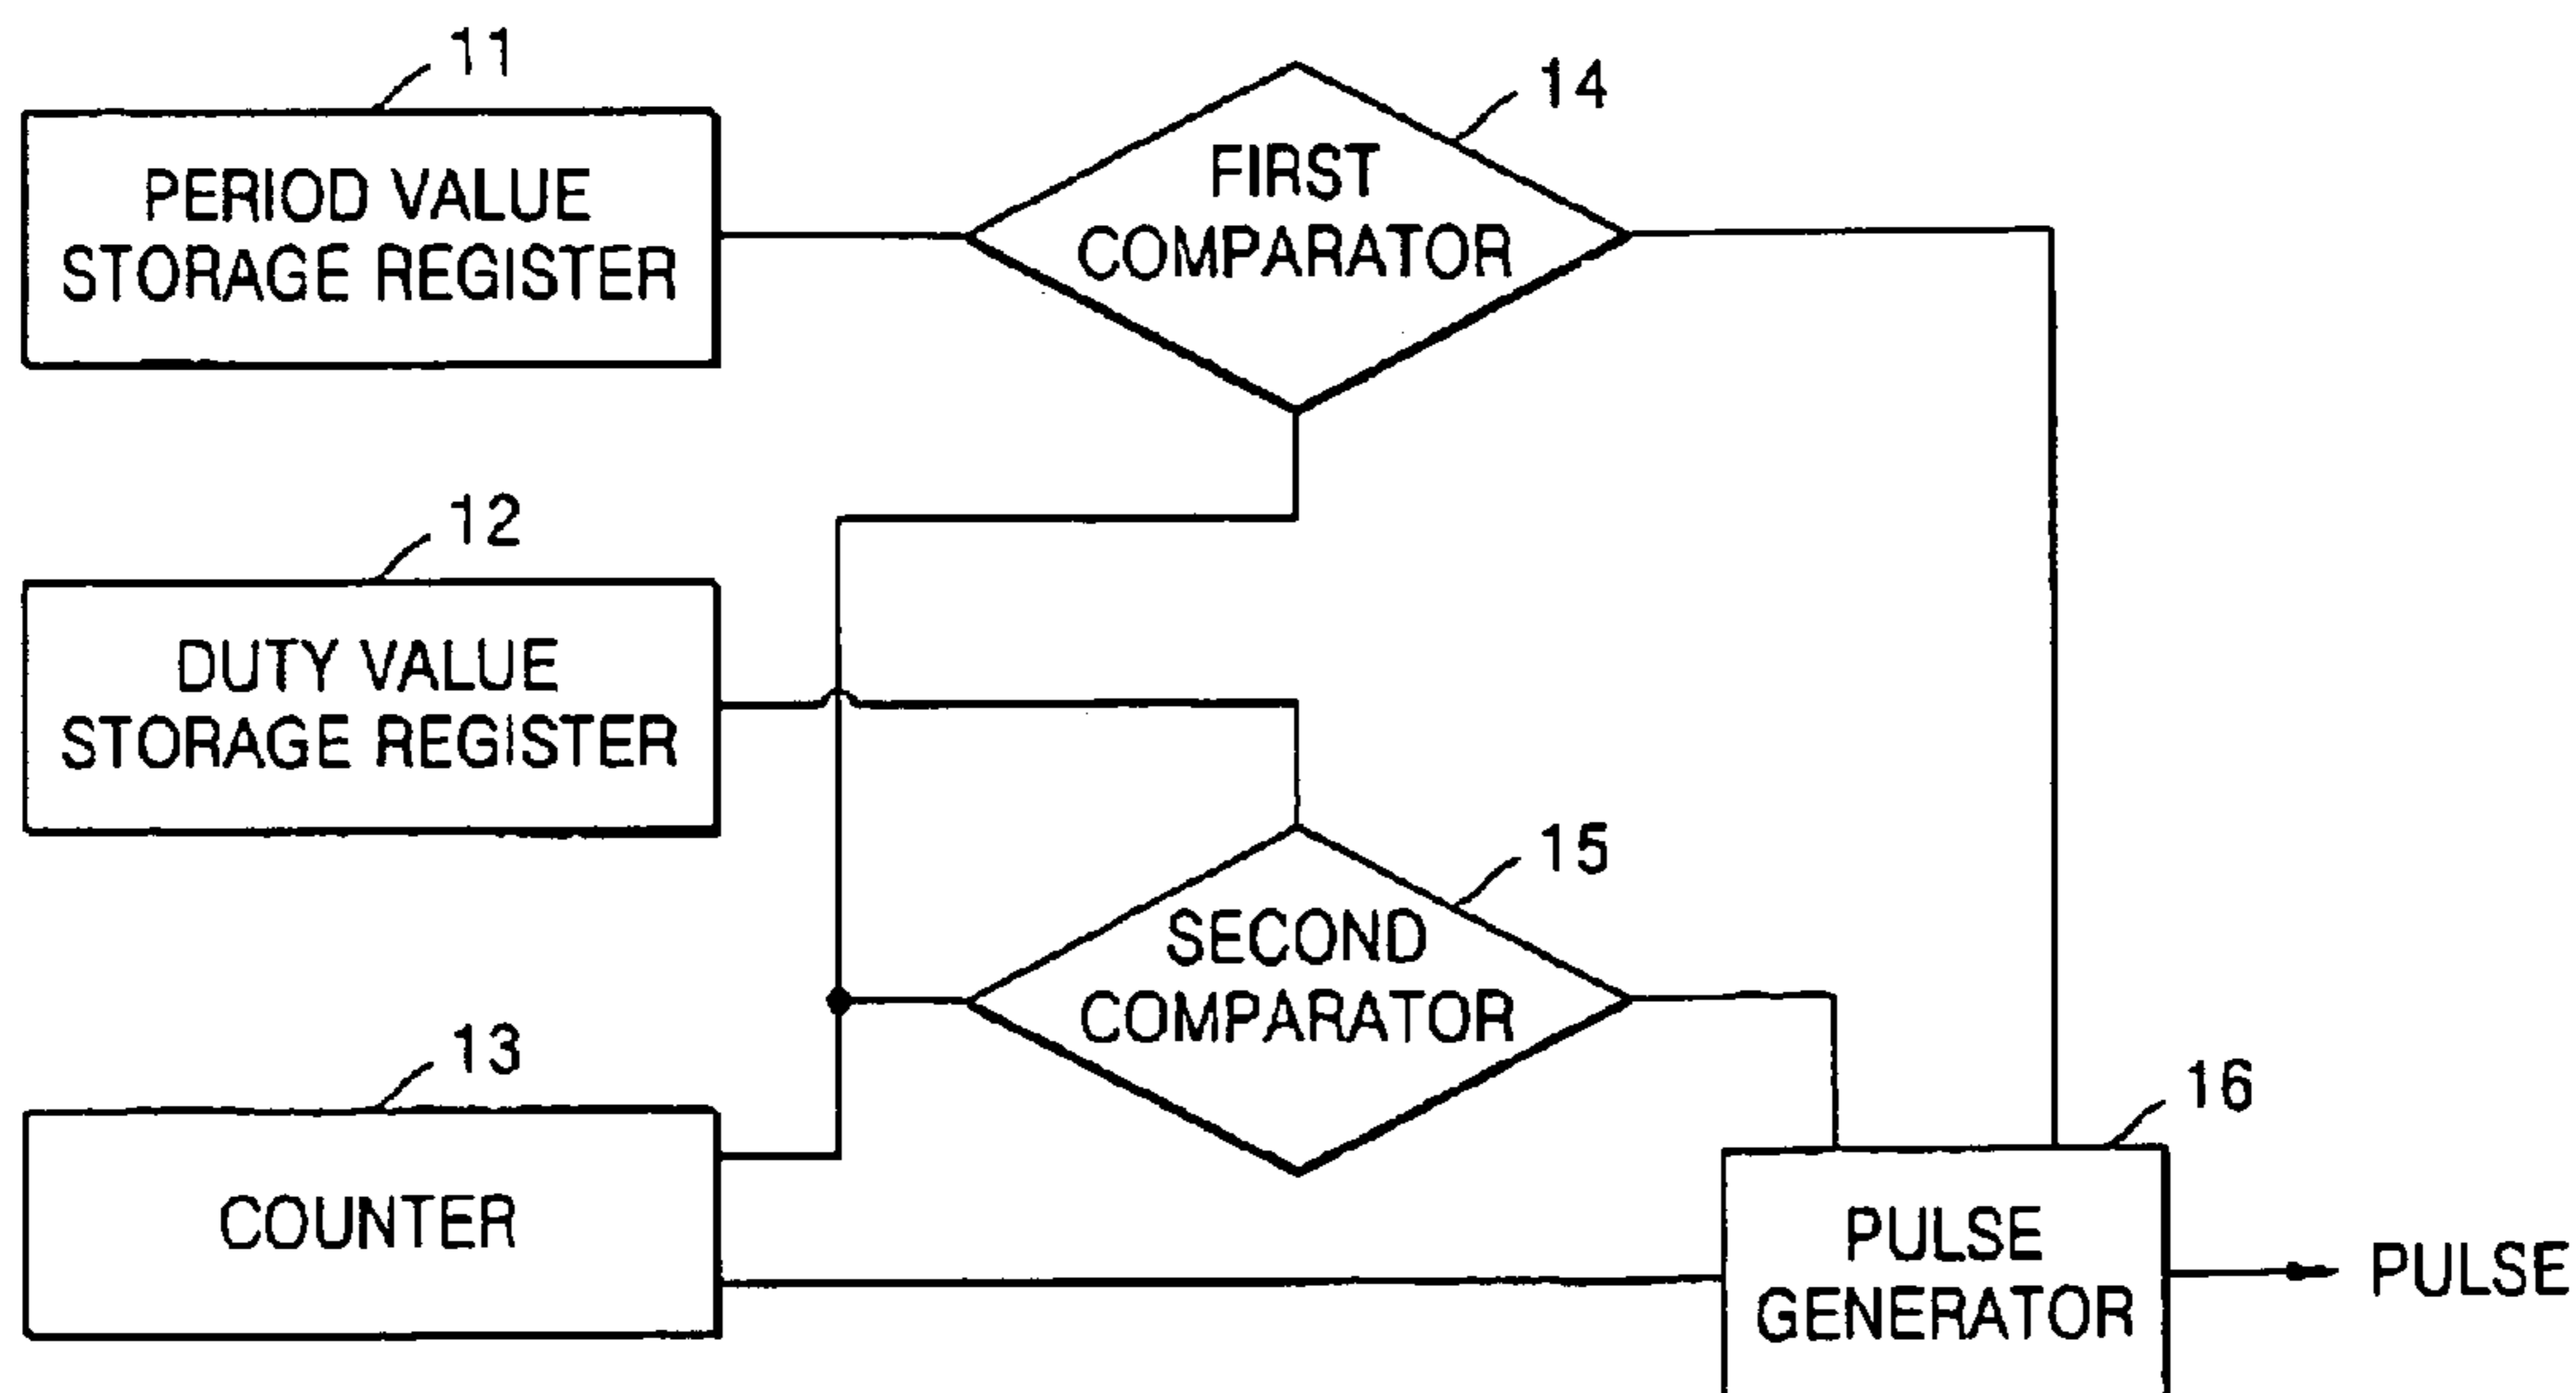 11
PERIOD VALUE
STORAGE REGISTER
14
FIRST
COMPARATOR
12
DUTY VALUE
STORAGE REGISTER
15
SECOND
COMPARATOR
13
COUNTER
16
PULSE
GENERATOR
PULSE